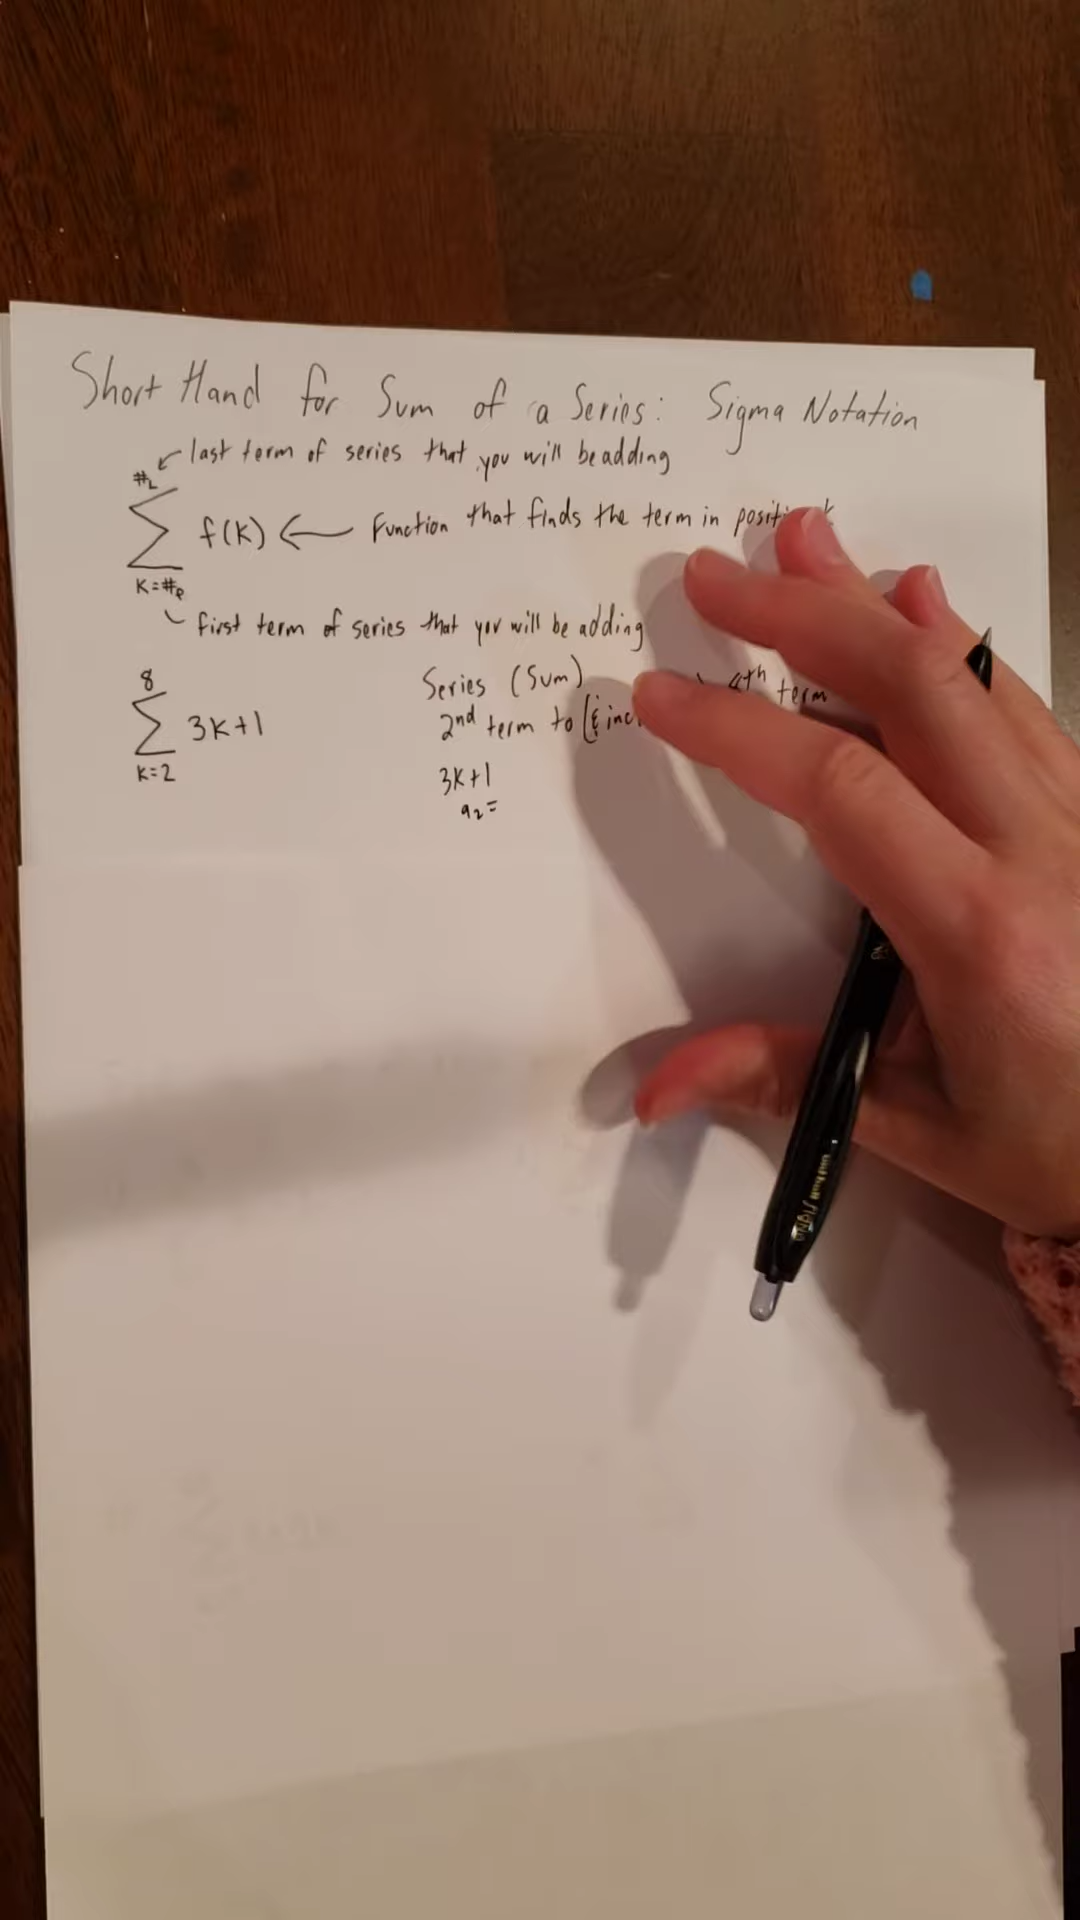 Short Hand for Sum of a Series: Sigma Notation
#L ← last term of series that you will be adding
∑ f(k) ← Function that finds the term in
k=#F
first term of series that you will be adding
8
∑ 3k+1
k=2
Series (Sum)
2nd term to [& 4th term
3k+1
a₂=